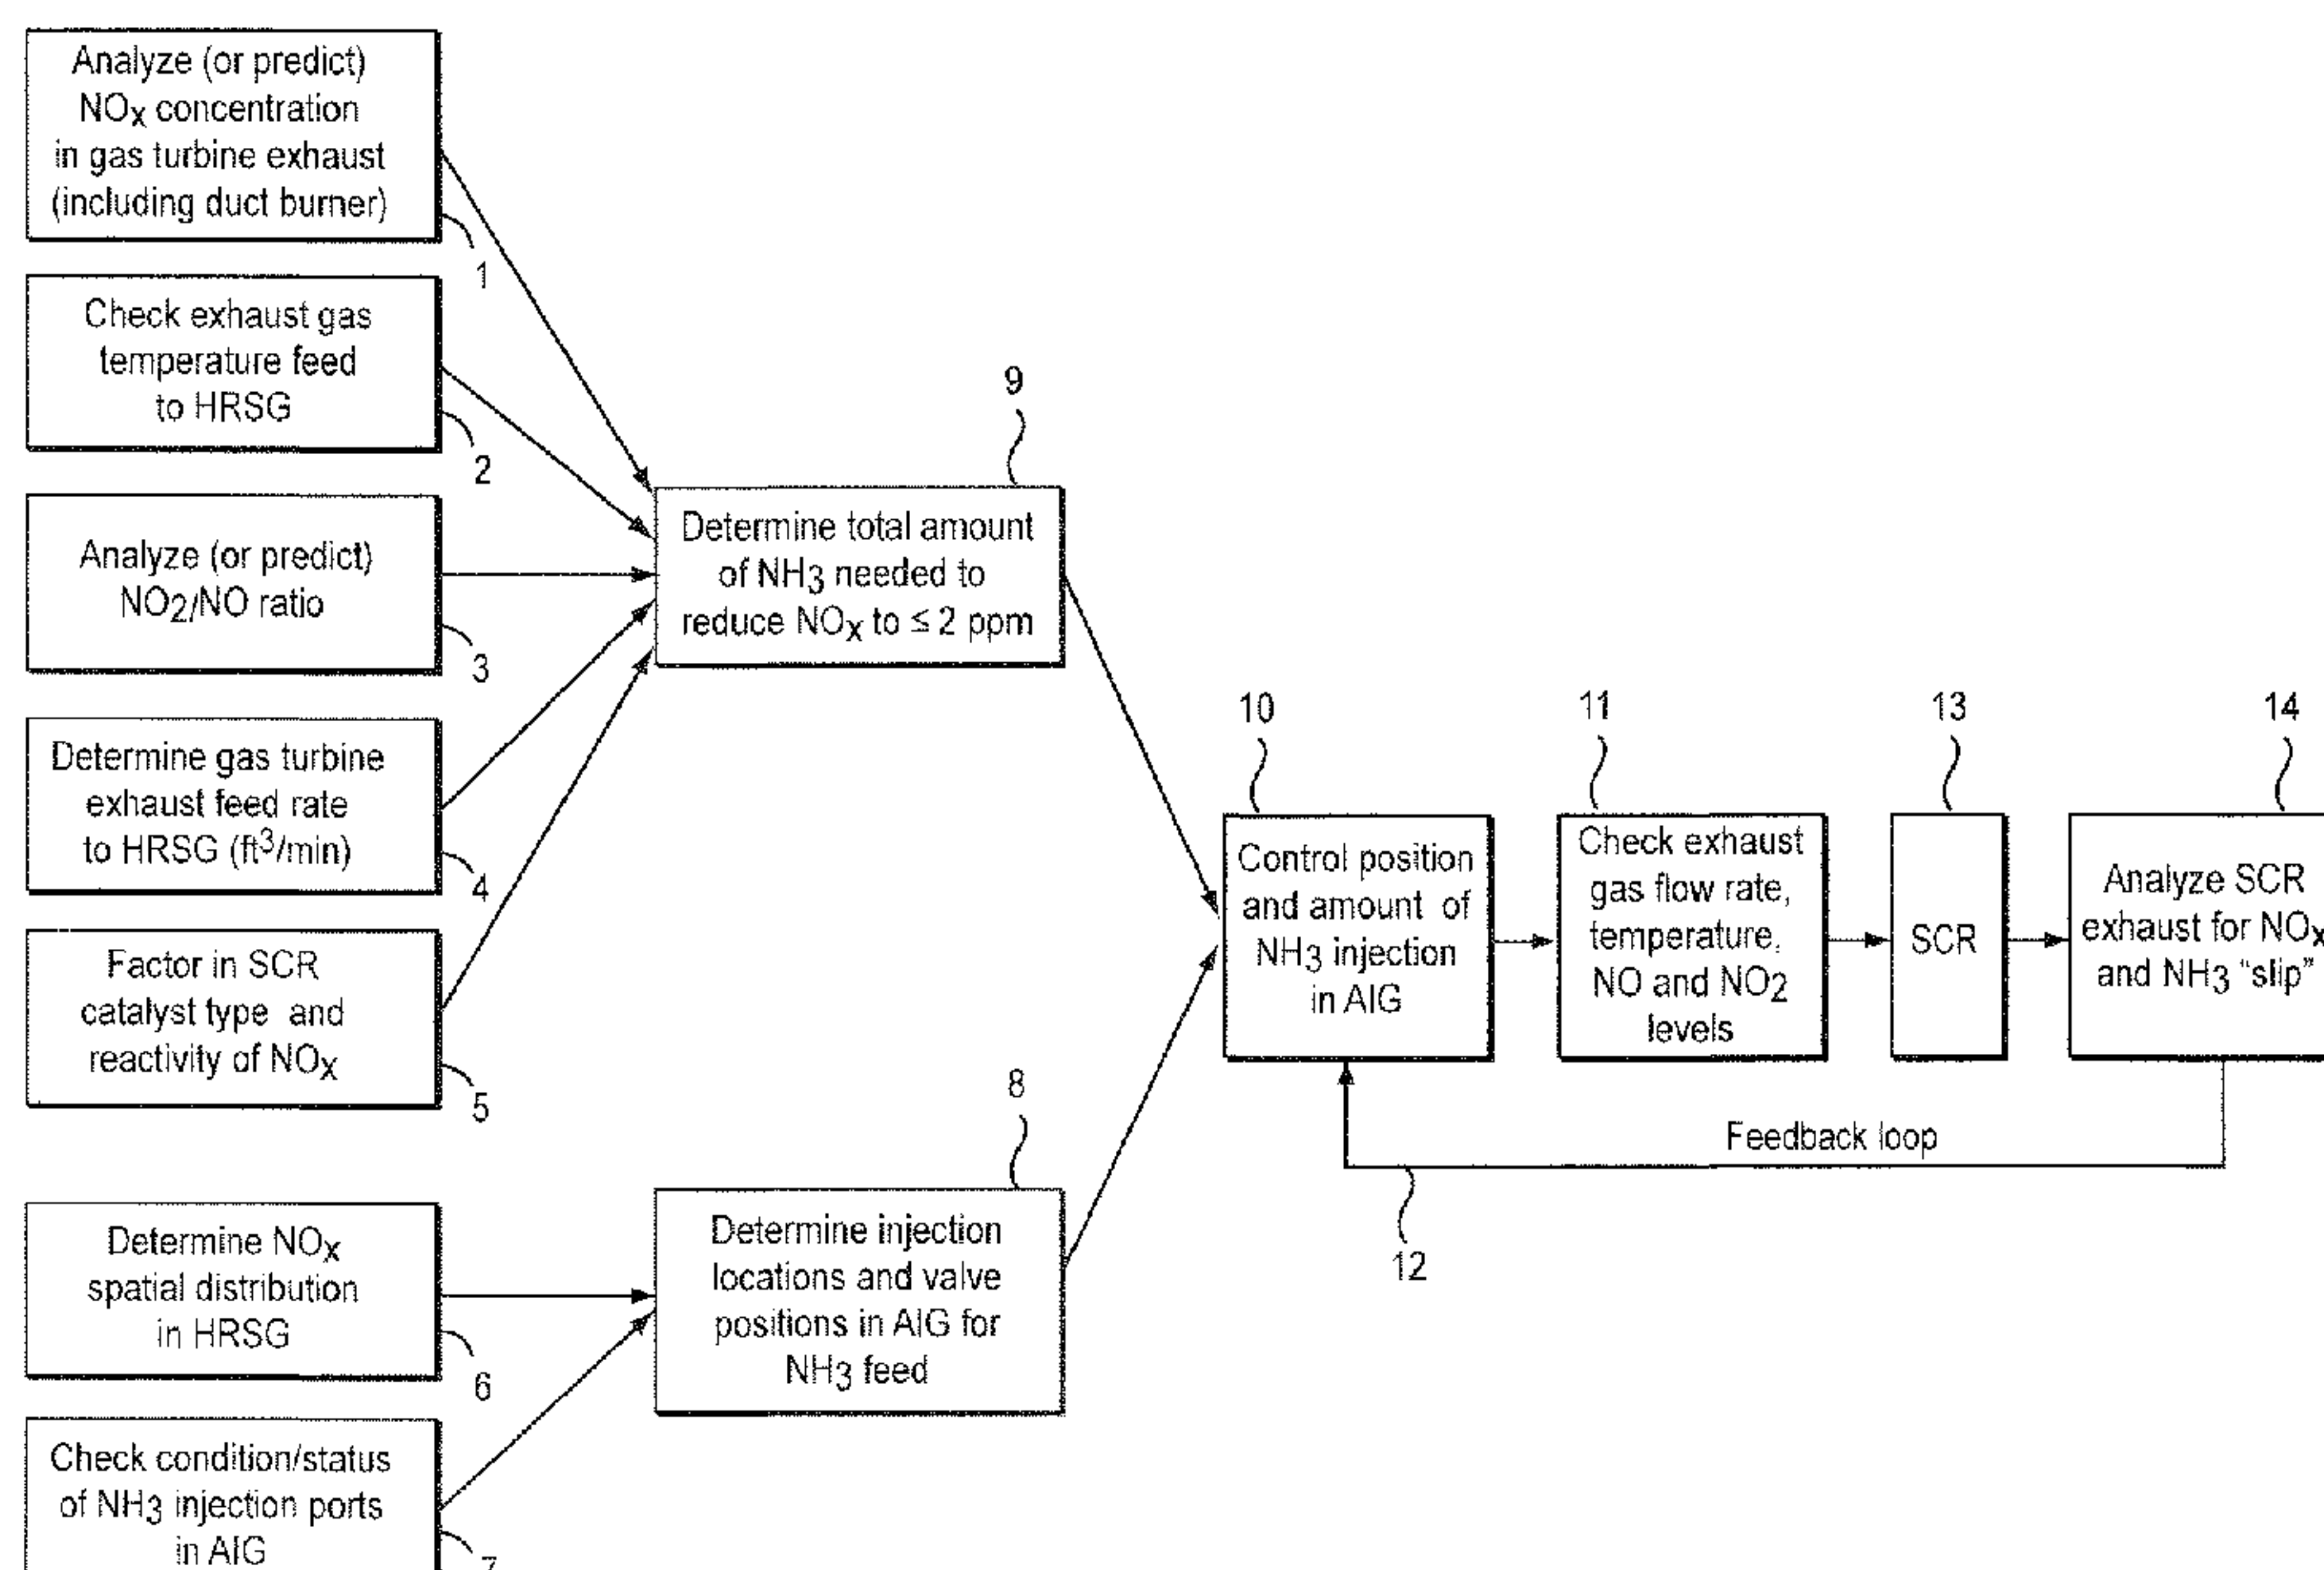 Analyze (or predict)
NOx concentration
in gas turbine exhaust
(including duct burner)
1
Check exhaust gas
temperature feed
to HRSG
2
Analyze (or predict)
NO2/NO ratio
3
Determine gas turbine
exhaust feed rate
to HRSG (ft3/min)
4
Factor in SCR
catalyst type and
reactivity of NOx
5
Determine NOx
spatial distribution
in HRSG
6
Check condition/status
of NH3 injection ports
in AIG
7
9
Determine total amount
of NH3 needed to
reduce NOx to ≤ 2 ppm
8
Determine injection
locations and valve
positions in AIG for
NH3 feed
10
Control position
and amount of
NH3 injection
in AIG
11
Check exhaust
gas flow rate,
temperature,
NO and NO2
levels
13
SCR
14
Analyze SCR
exhaust for NOx
and NH3 “slip”
Feedback loop
12